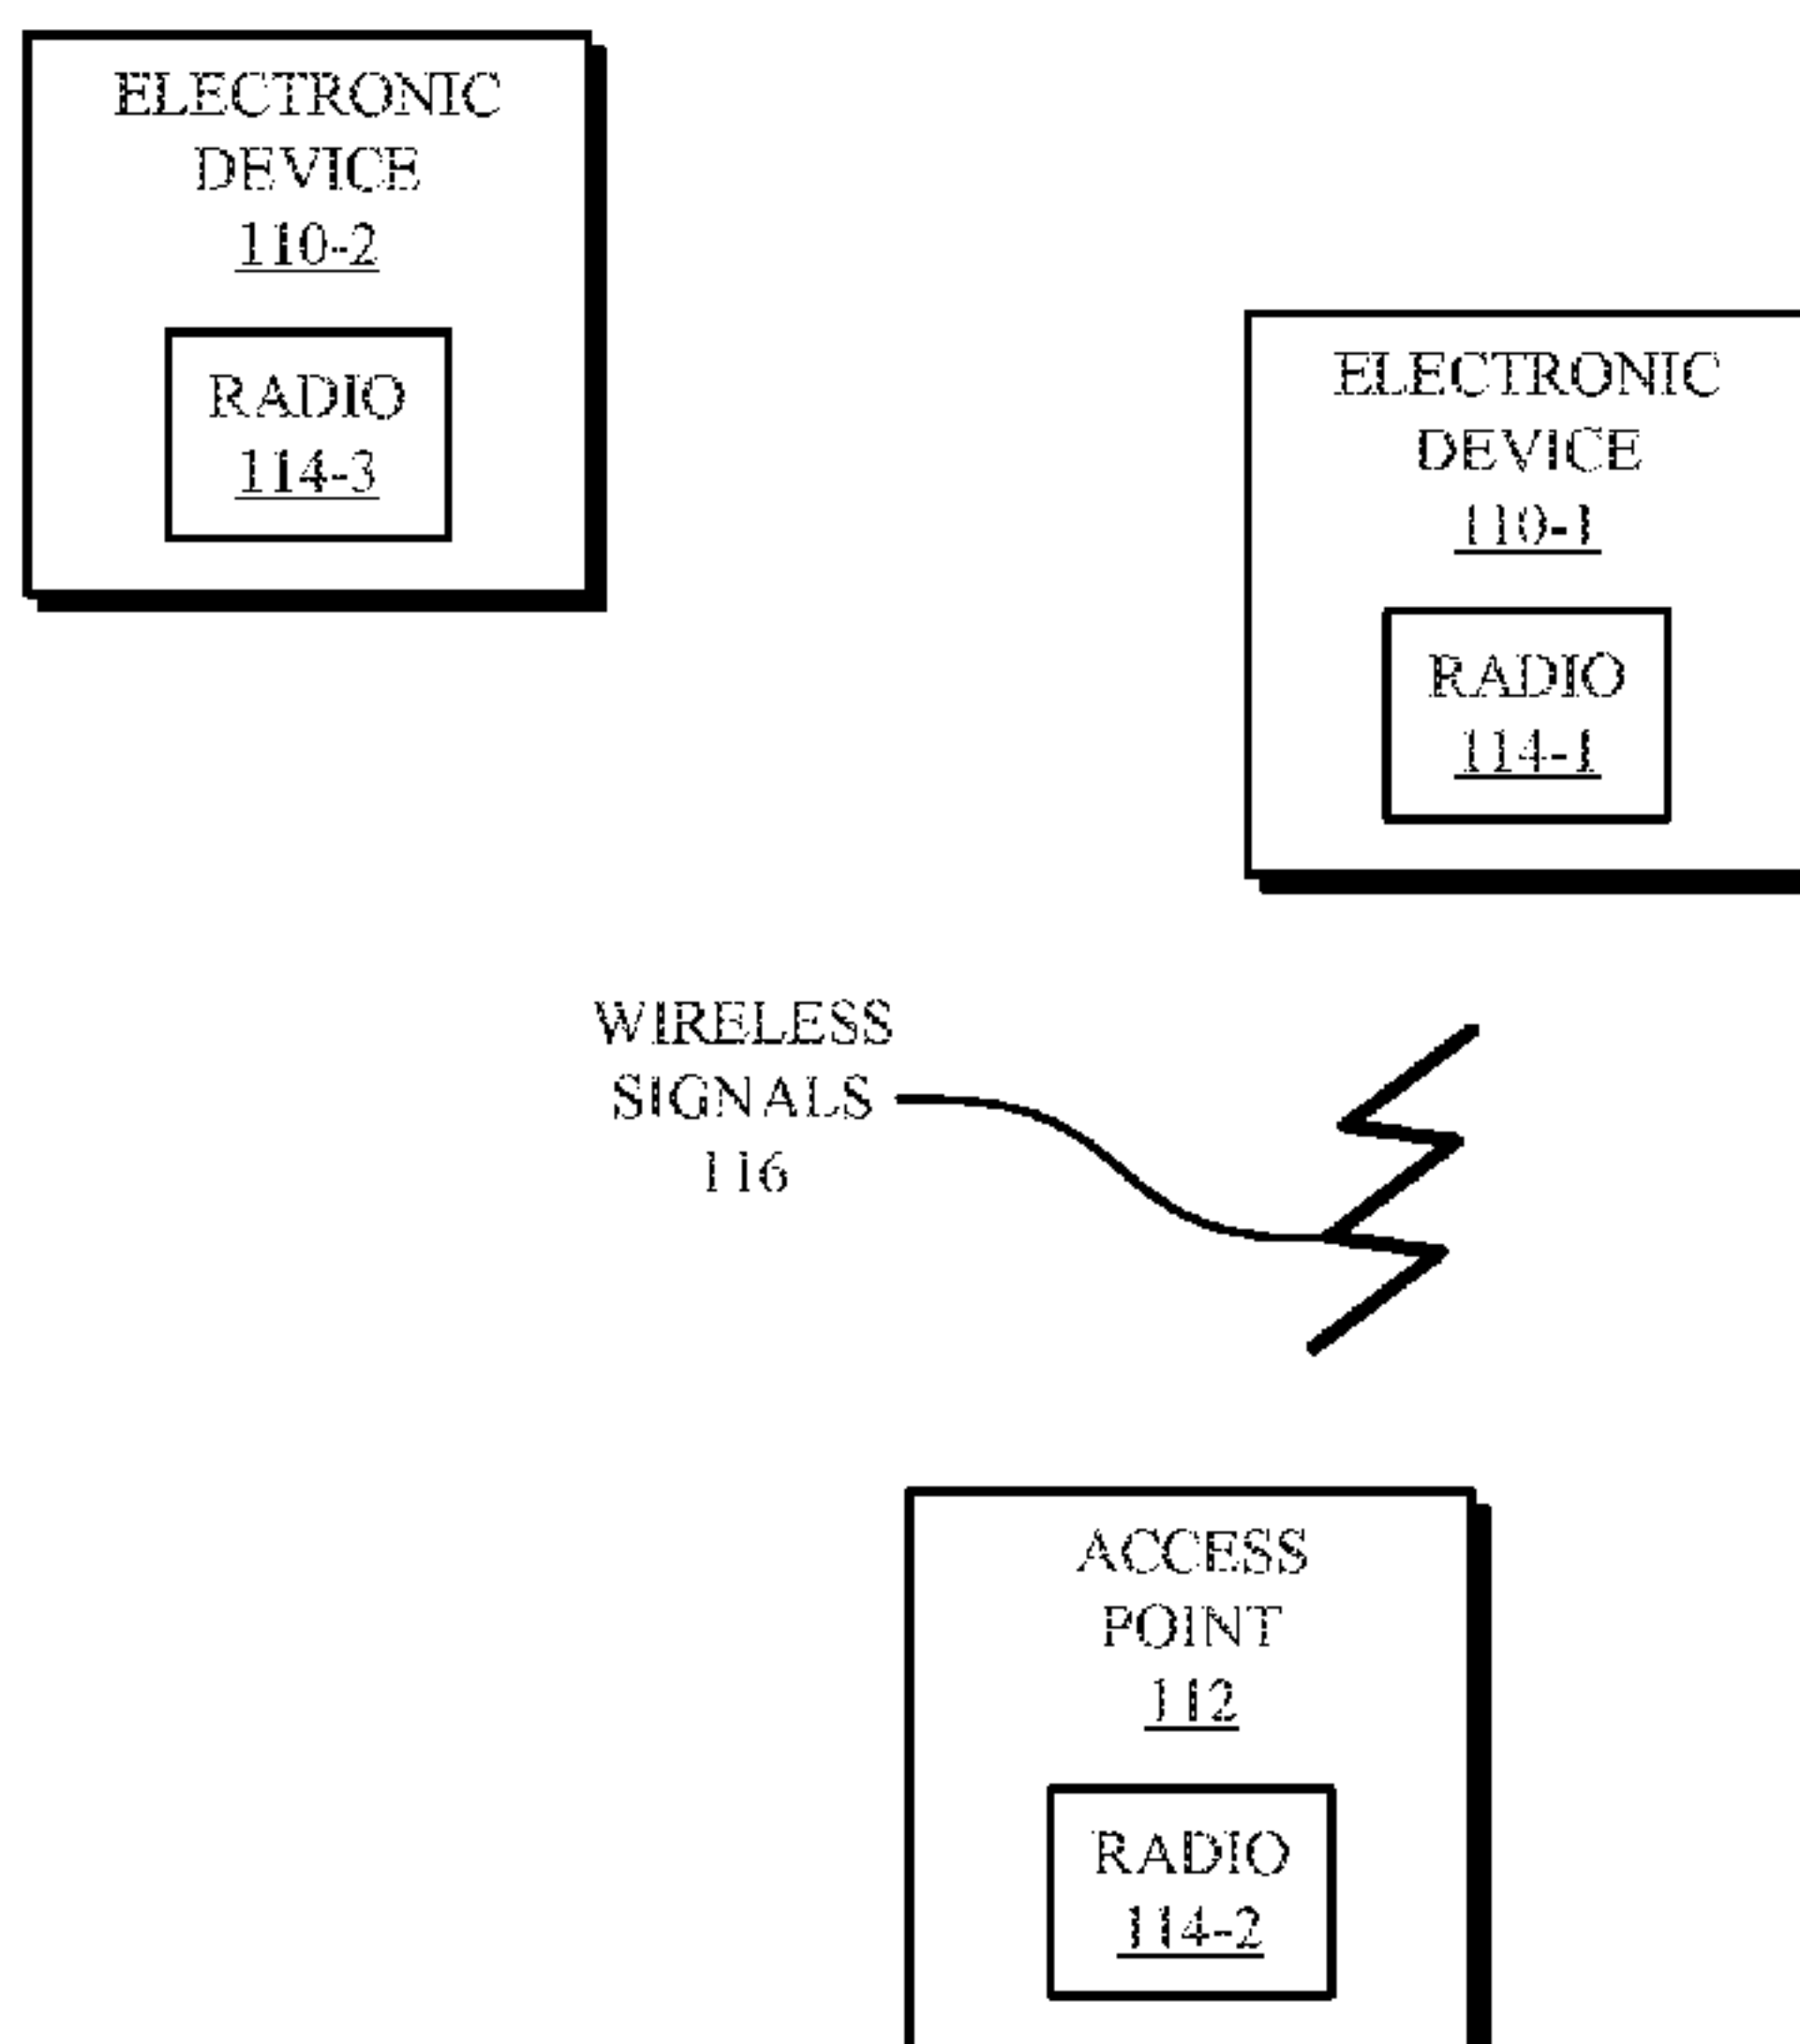 ELECTRONIC
DEVICE
110-2
RADIO
114-3
ELECTRONIC
DEVICE
110-1
RADIO
114-1
WIRELESS
SIGNALS
116
ACCESS
POINT
112
RADIO
114-2